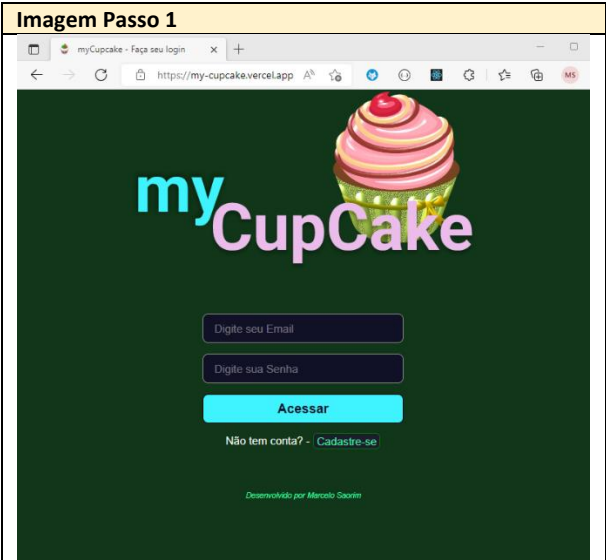 Imagem Passo 1
myCupcake - Faça seu login
https://my-cupcake.vercel.app
MS
my
CupCake
Digite seu Email
Digite sua Senha
Acessar
Não tem conta? - Cadastre-se
Desenvolvido por Marcelo Saorim